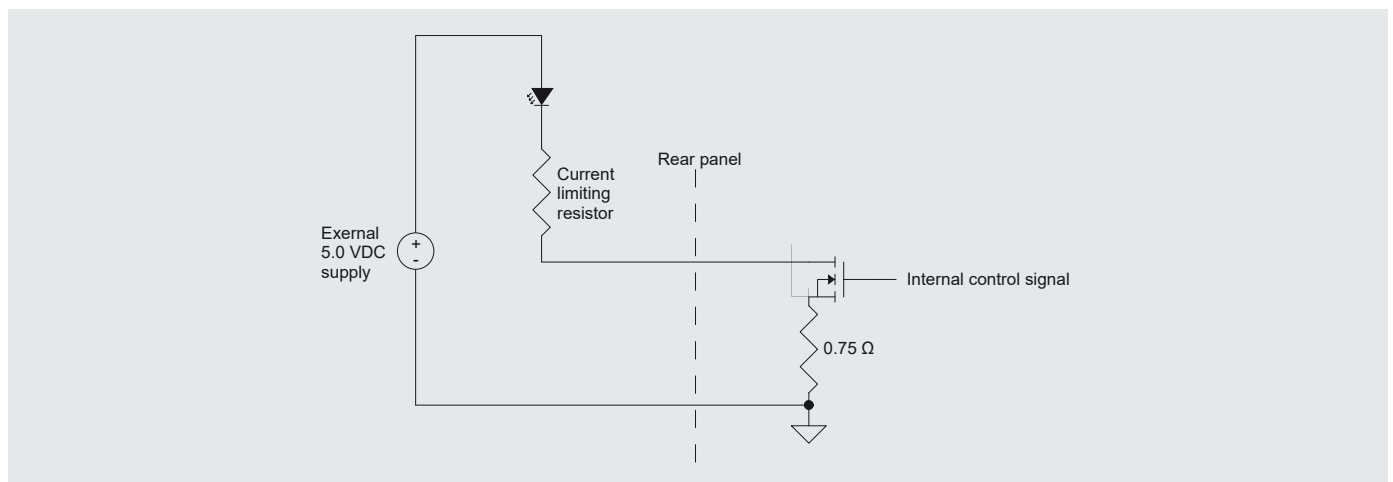 Rear panel
Current
limiting
resistor
Exernal
5.0 VDC
supply
+
-
Internal control signal
0.75 Ω